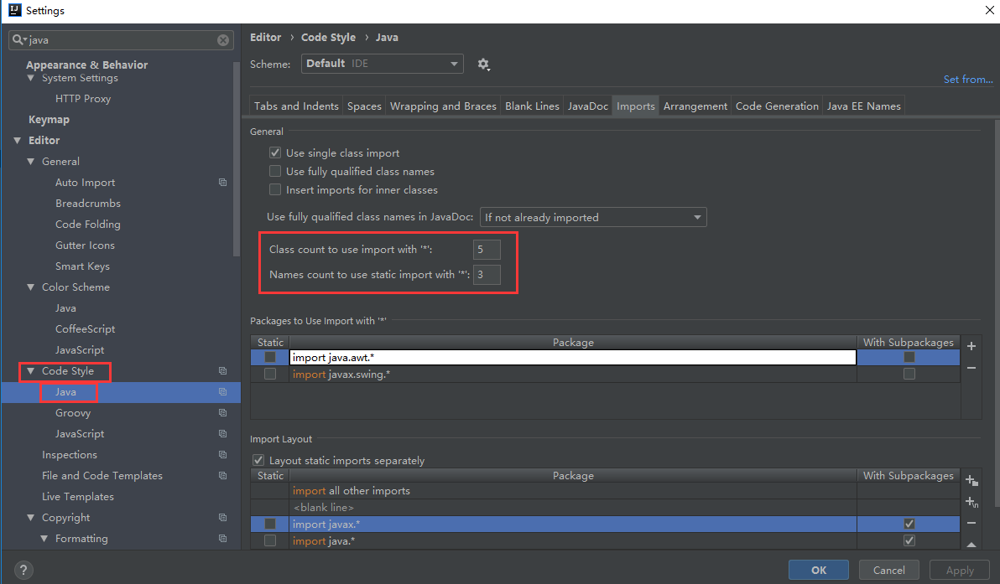 Settings
java
Appearance & Behavior
System Settings
HTTP Proxy
Keymap
Editor
General
Auto Import
Breadcrumbs
Code Folding
Gutter Icons
Smart Keys
Color Scheme
Java
CoffeeScript
JavaScript
Code Style
Java
Groovy
JavaScript
Inspections
File and Code Templates
Live Templates
Copyright
Formatting
?
Editor › Code Style › Java
Scheme: Default IDE
Set from...
Tabs and Indents Spaces Wrapping and Braces Blank Lines JavaDoc Imports Arrangement Code Generation Java EE Names
General
Use single class import
Use fully qualified class names
Insert imports for inner classes
Use fully qualified class names in JavaDoc: If not already imported
Class count to use import with '*': 5
Names count to use static import with '*': 3
Packages to Use Import with '*'
Static Package With Subpackages
import java.awt.*
import javax.swing.*
Import Layout
Layout static imports separately
Static Package With Subpackages
import all other imports
<blank line>
import javax.*
import java.*
OK Cancel Apply